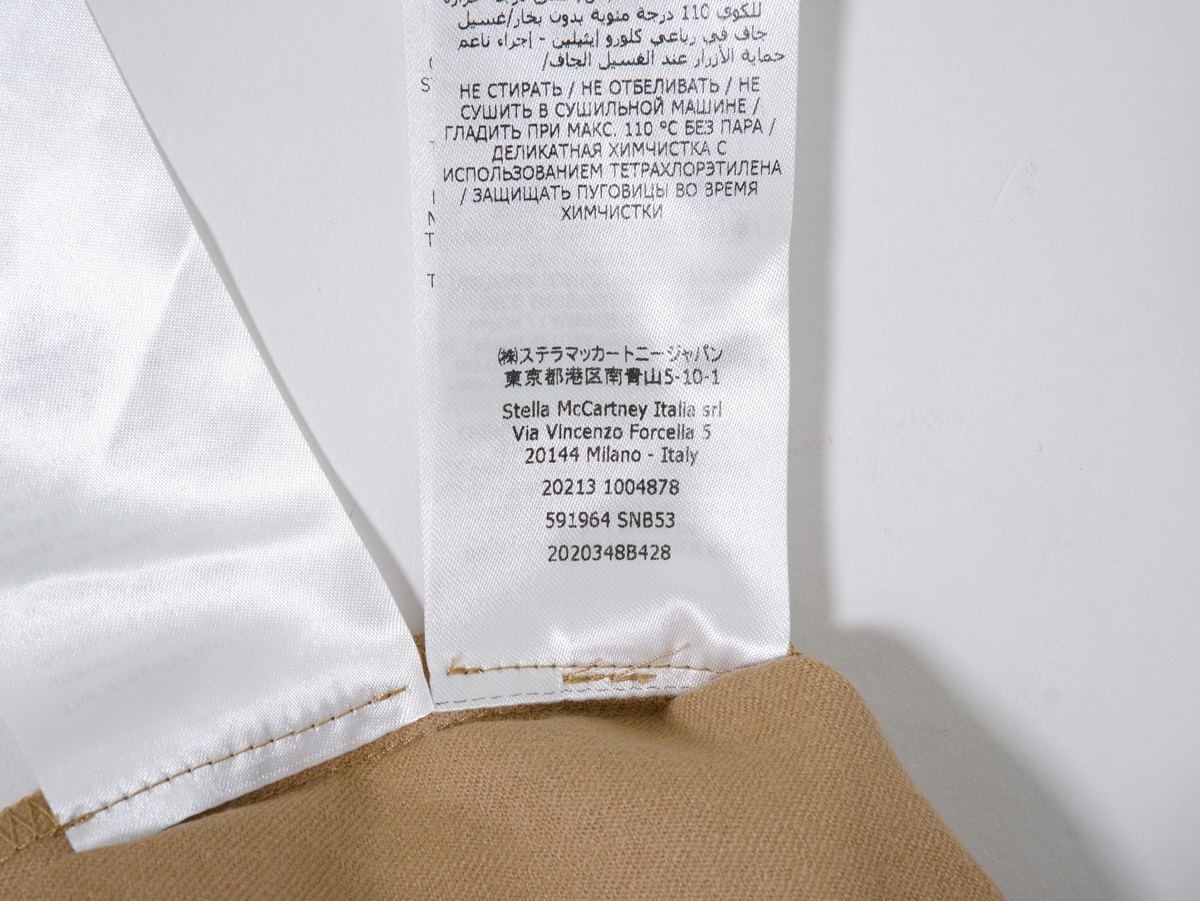 للكوي 110 درجة مئوية بدون بخار/غسيل
جاف في رباعي كلورو إيثيلين - إجراء ناعم
حماية الأزرار عند الغسيل الجاف/
НЕ СТИРАТЬ / НЕ ОТБЕЛИВАТЬ / НЕ
СУШИТЬ В СУШИЛЬНОЙ МАШИНЕ /
ГЛАДИТЬ ПРИ МАКС. 110 ºC БЕЗ ПАРА /
ДЕЛИКАТНАЯ ХИМЧИСТКА С
ИСПОЛЬЗОВАНИЕМ ТЕТРАХЛОРЭТИЛЕНА
/ ЗАЩИЩАТЬ ПУГОВИЦЫ ВО ВРЕМЯ
ХИМЧИСТКИ
㈱ステラマッカートニージャパン
東京都港区南青山5-10-1
Stella McCartney Italia srl
Via Vincenzo Forcella 5
20144 Milano - Italy
20213 1004878
591964 SNB53
2020348B428